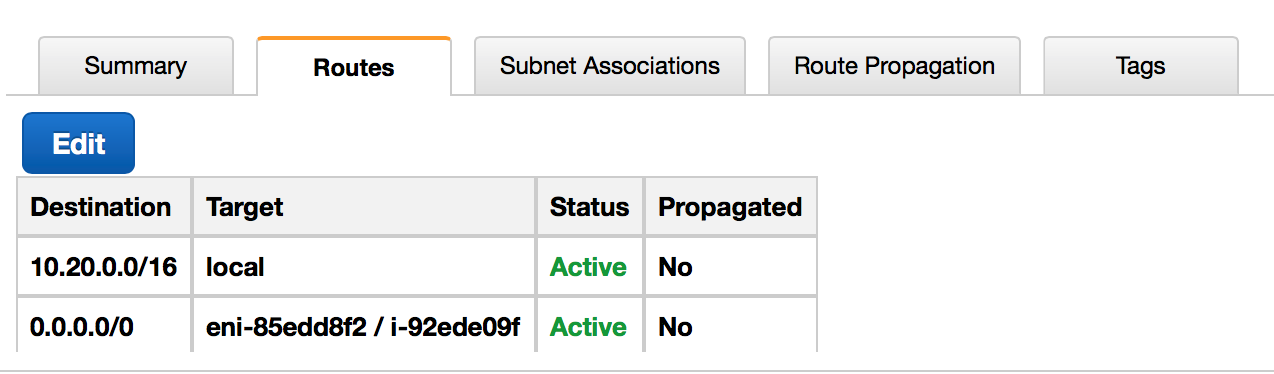 Summary Routes Subnet Associations Route Propagation Tags
Edit
Destination Target Status Propagated
10.20.0.0/16 local Active No
0.0.0.0/0 eni-85edd8f2 / i-92ede09f Active No